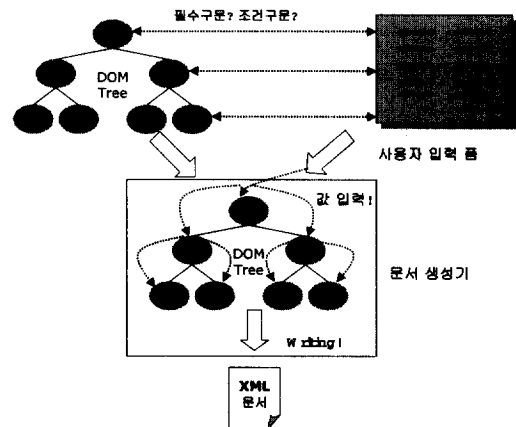 필수구문? 조건구문?
DOM
Tree
사용자 입력 폼
값 입력!
DOM
Tree
문서 생성기
Writing!
XML
문서